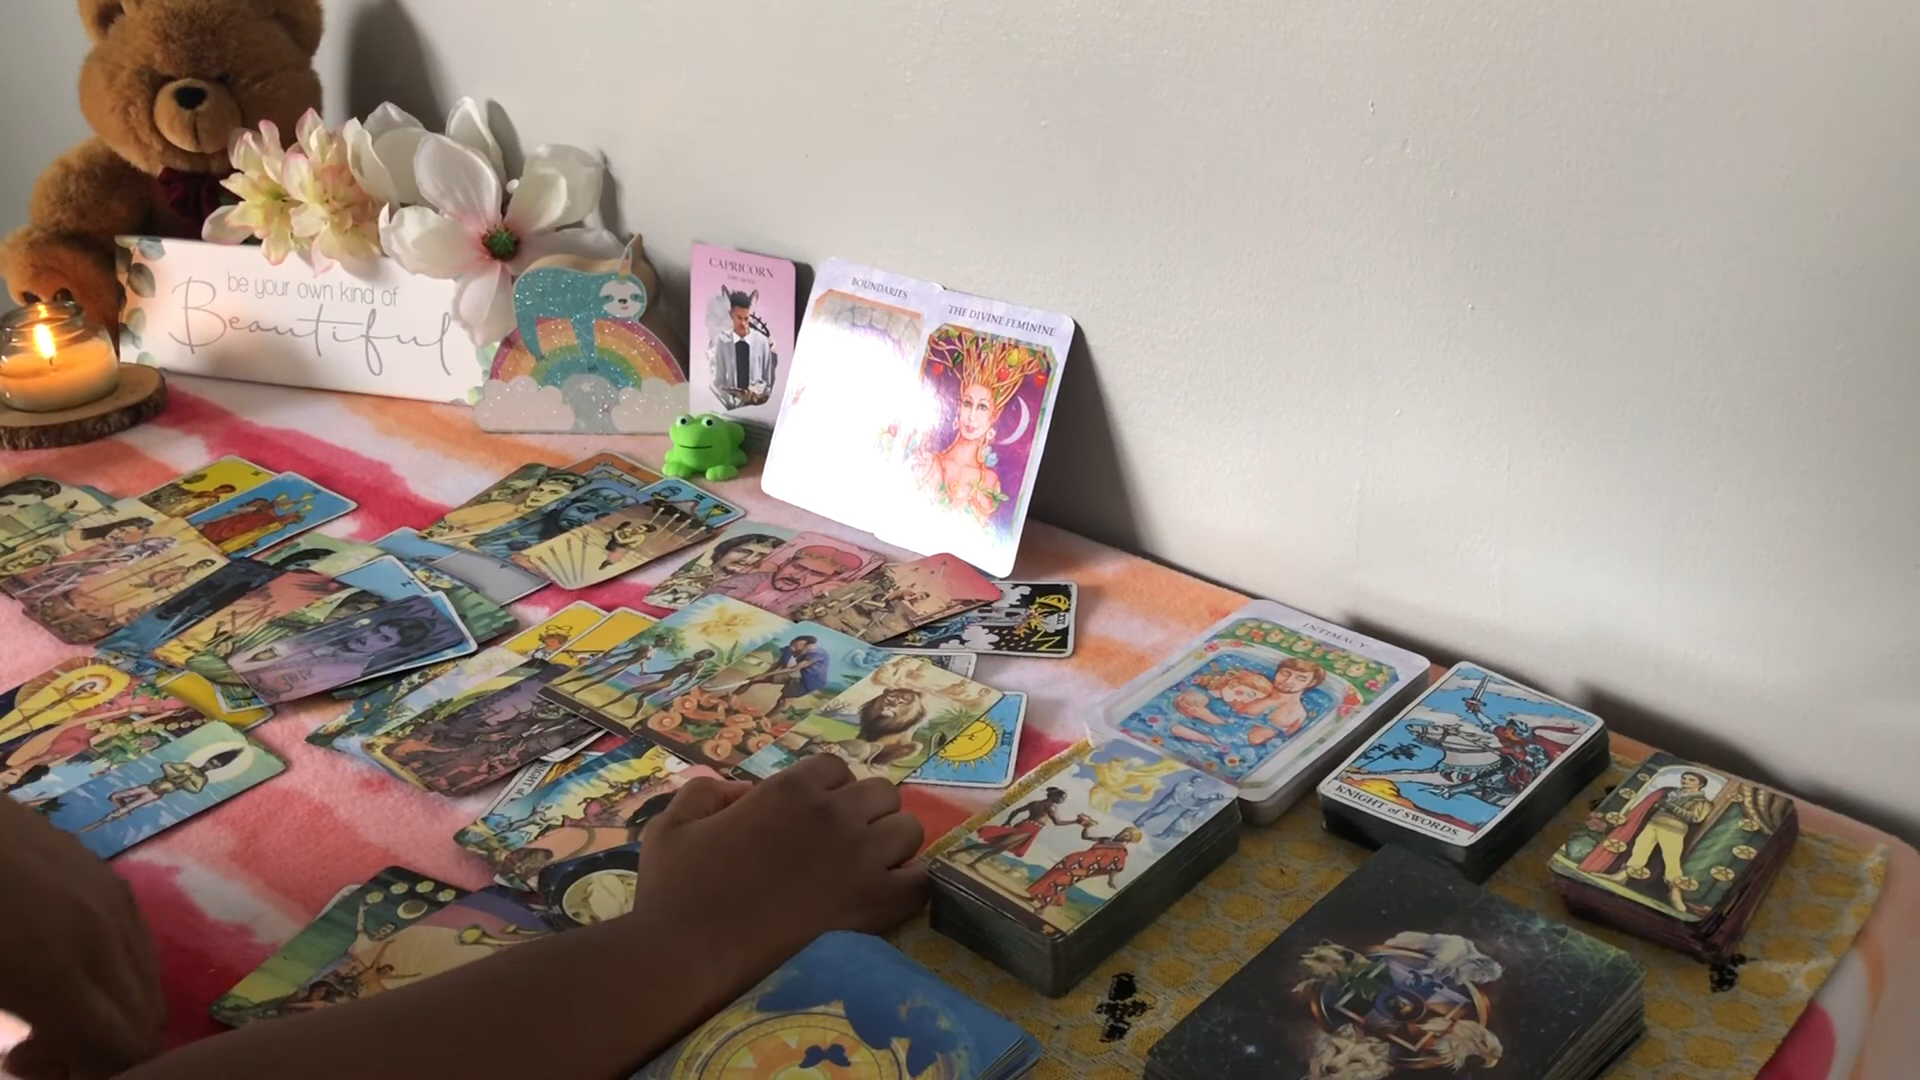 be your own kind of
Beautiful
CAPRICORN
BOUNDARIES
THE DIVINE FEMININE
INTIMACY
KNIGHT of SWORDS.